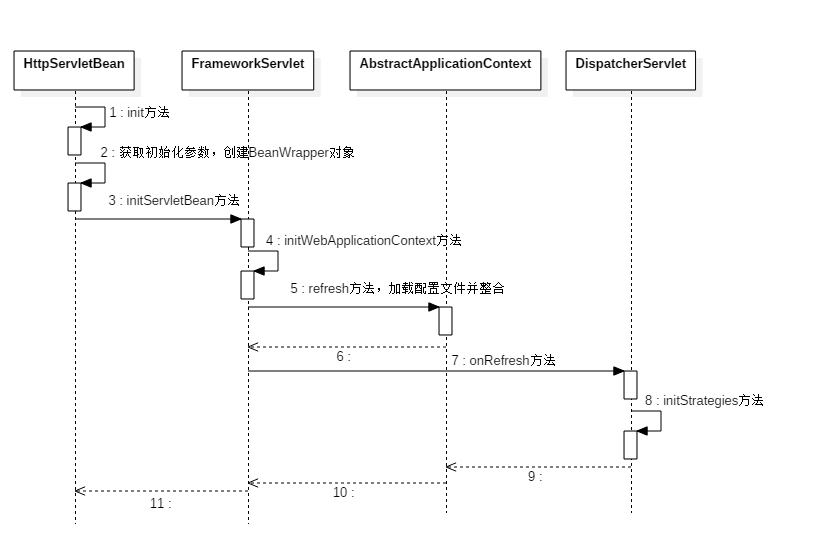 HttpServletBean FrameworkServlet AbstractApplicationContext DispatcherServlet
1 : init方法
2 : 获取初始化参数，创建BeanWrapper对象
3 : initServletBean方法
4 : initWebApplicationContext方法
5 : refresh方法，加载配置文件并整合
6 :
7 : onRefresh方法
8 : initStrategies方法
9 :
10 :
11 :